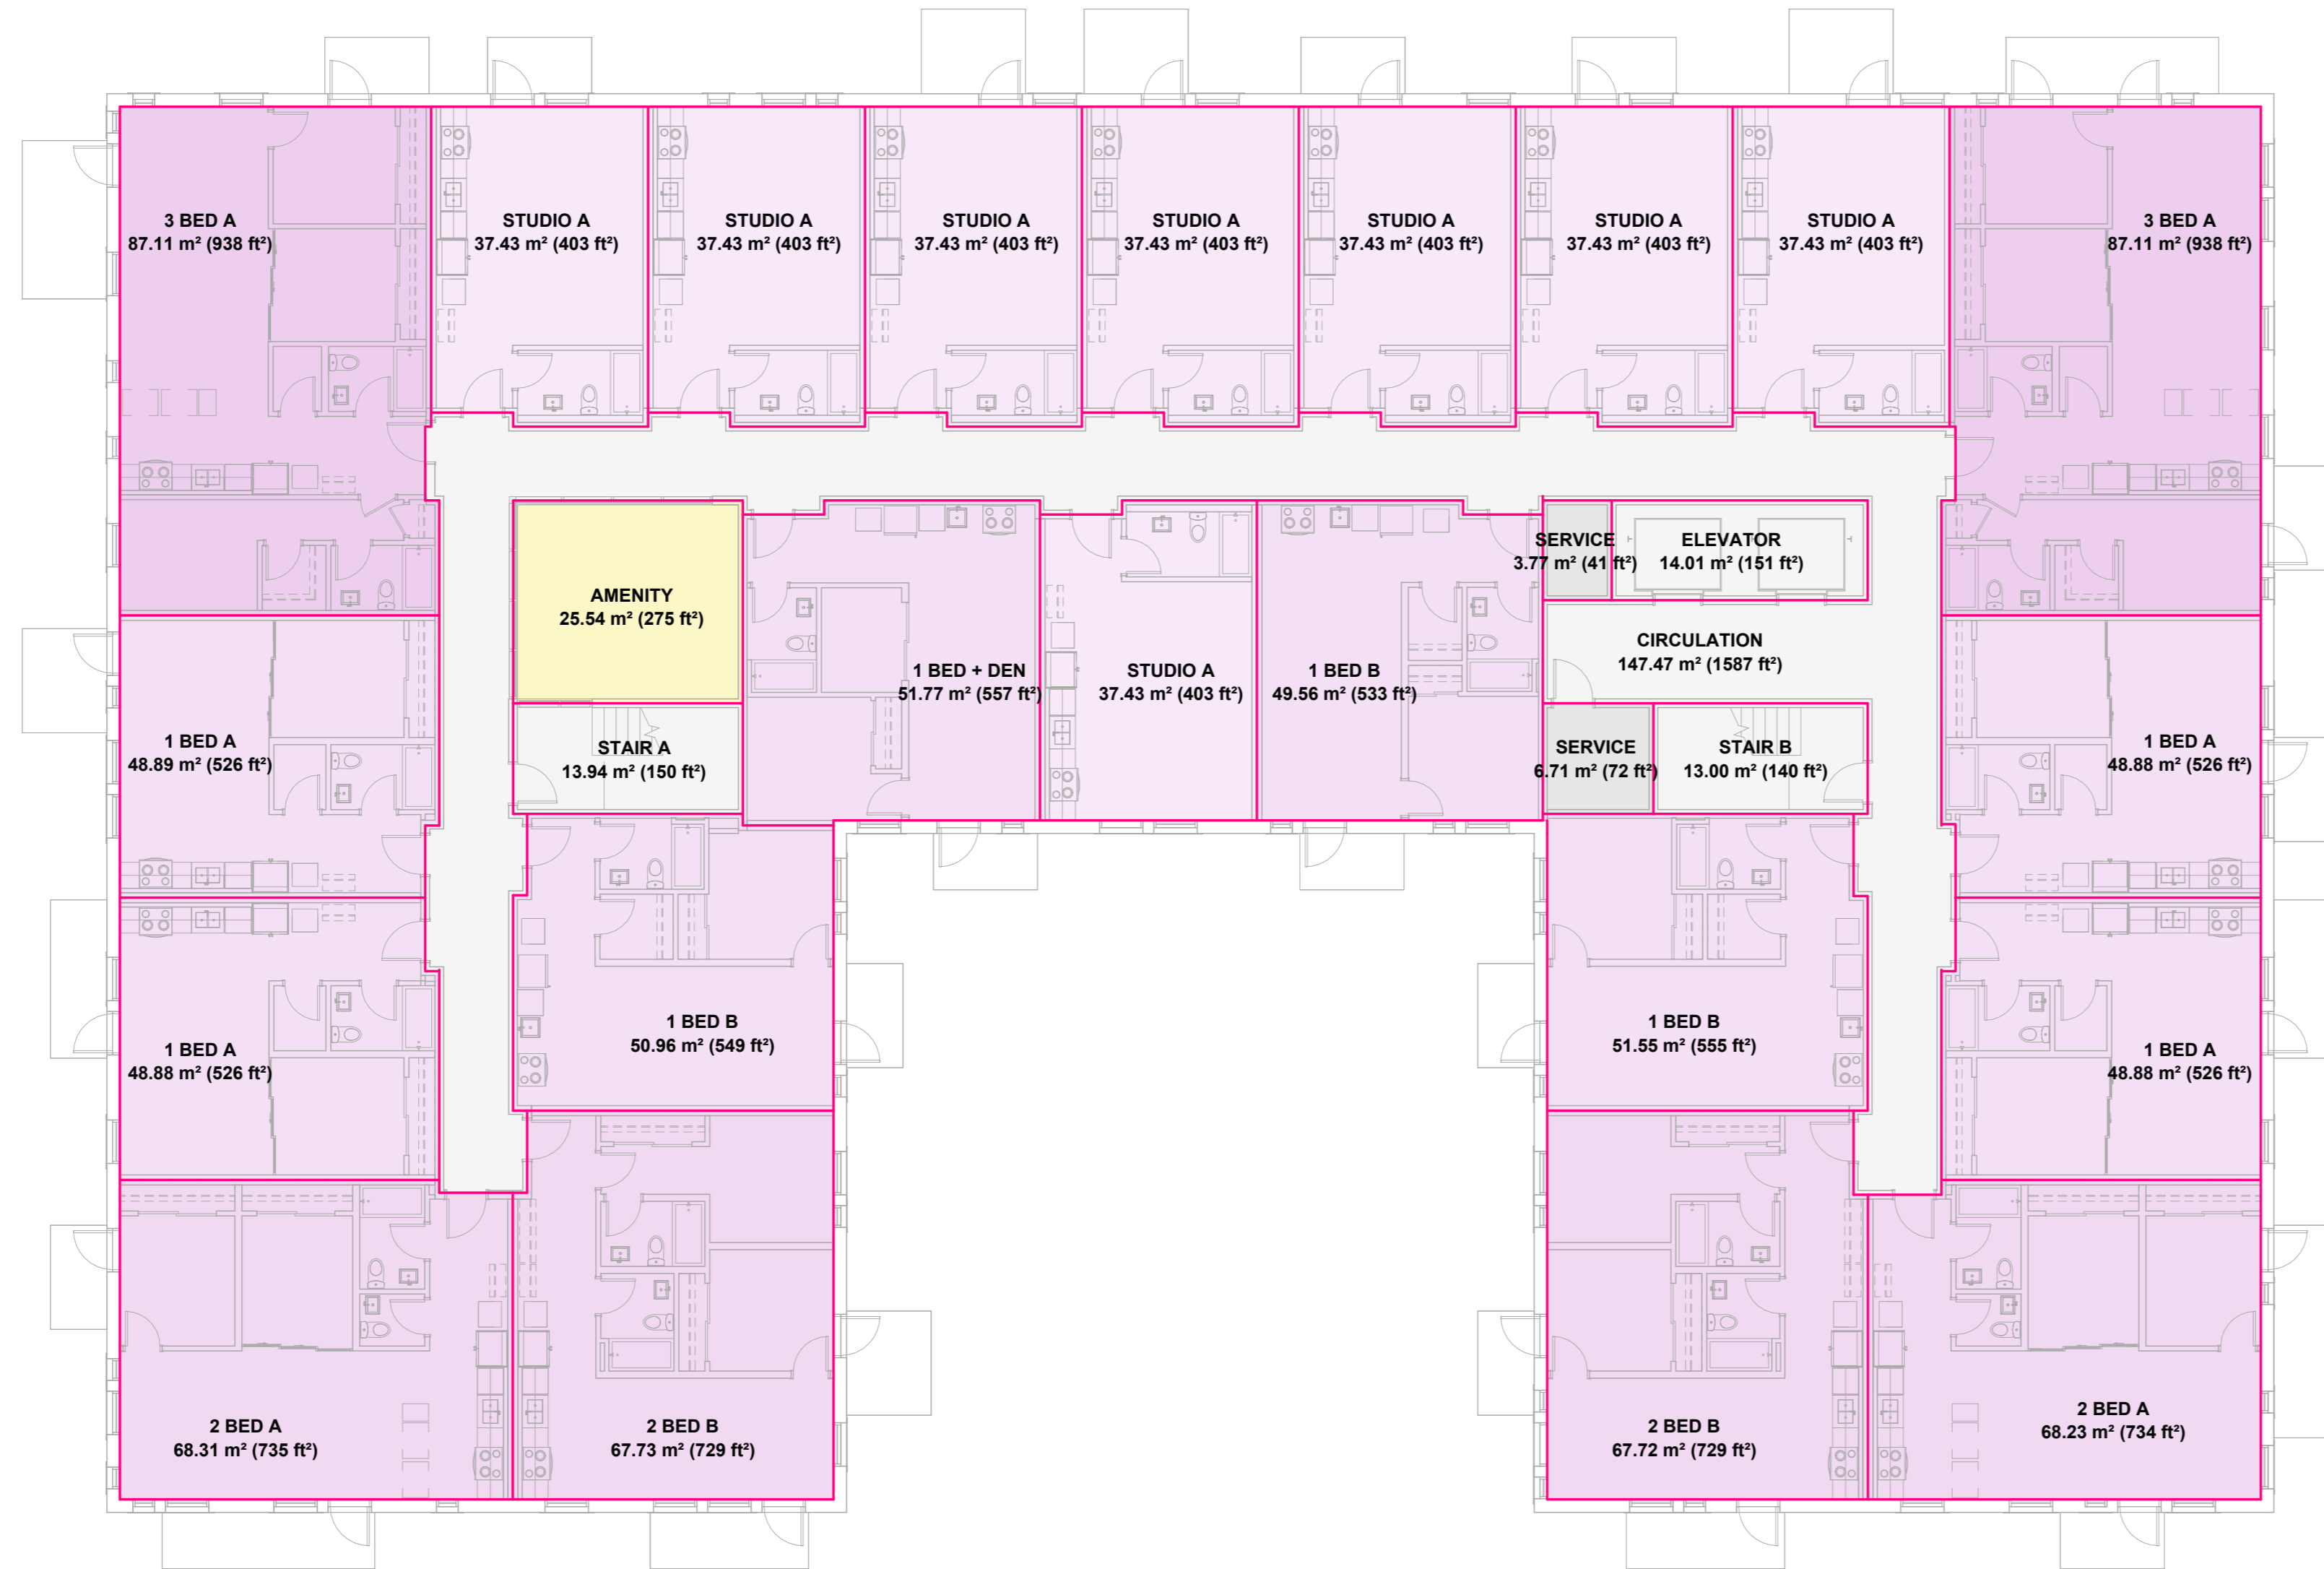 3 BED A
87.11 m² (938 ft²)
STUDIO A
37.43 m² (403 ft²)
STUDIO A
37.43 m² (403 ft²)
STUDIO A
37.43 m² (403 ft²)
STUDIO A
37.43 m² (403 ft²)
STUDIO A
37.43 m² (403 ft²)
STUDIO A
37.43 m² (403 ft²)
STUDIO A
37.43 m² (403 ft²)
3 BED A
87.11 m² (938 ft²)
AMENITY
25.54 m² (275 ft²)
1 BED + DEN
51.77 m² (557 ft²)
STUDIO A
37.43 m² (403 ft²)
1 BED B
49.56 m² (533 ft²)
SERVICE
3.77 m² (41 ft²)
ELEVATOR
14.01 m² (151 ft²)
CIRCULATION
147.47 m² (1587 ft²)
1 BED A
48.89 m² (526 ft²)
STAIR A
13.94 m² (150 ft²)
SERVICE
6.71 m² (72 ft²)
STAIR B
13.00 m² (140 ft²)
1 BED A
48.88 m² (526 ft²)
1 BED A
48.88 m² (526 ft²)
1 BED B
50.96 m² (549 ft²)
1 BED B
51.55 m² (555 ft²)
1 BED A
48.88 m² (526 ft²)
2 BED A
68.31 m² (735 ft²)
2 BED B
67.73 m² (729 ft²)
2 BED B
67.72 m² (729 ft²)
2 BED A
68.23 m² (734 ft²)